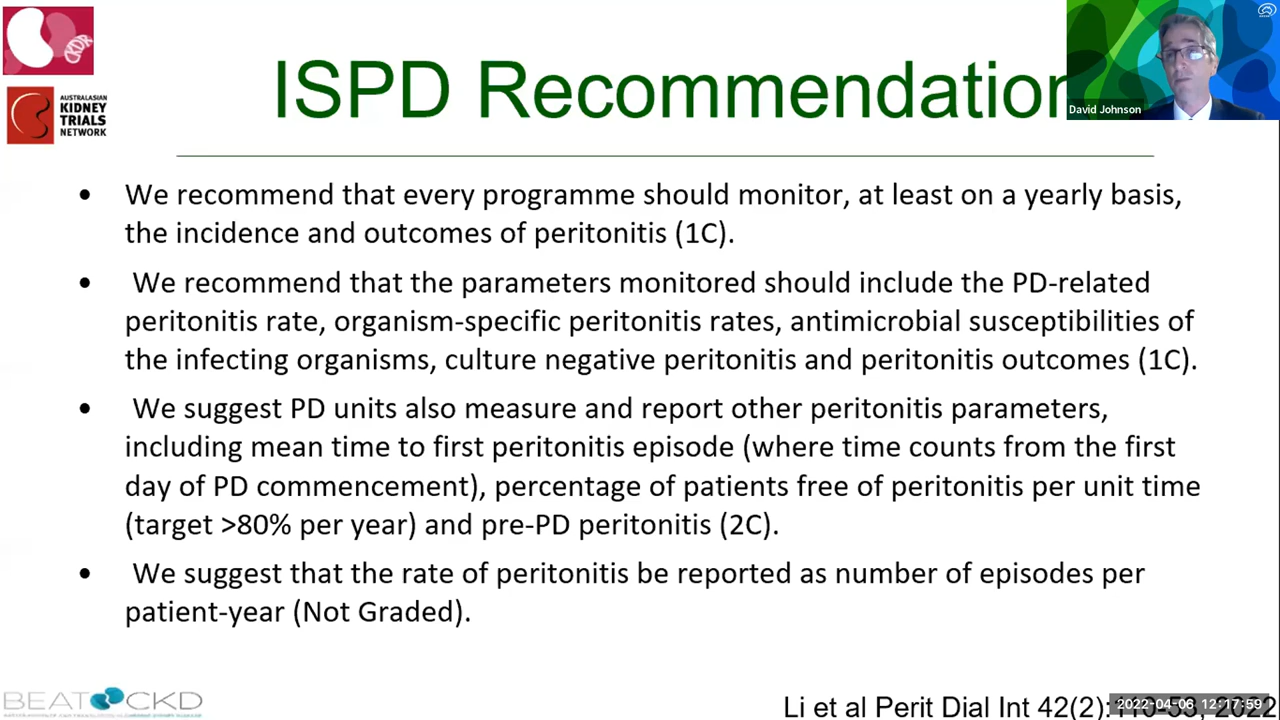 CKDR
AUSTRALASIAN
KIDNEY
TRIALS
NETWORK
ISPD Recommendation
David Johnson
• We recommend that every programme should monitor, at least on a yearly basis,
the incidence and outcomes of peritonitis (1C).
• We recommend that the parameters monitored should include the PD-related
peritonitis rate, organism-specific peritonitis rates, antimicrobial susceptibilities of
the infecting organisms, culture negative peritonitis and peritonitis outcomes (1C).
• We suggest PD units also measure and report other peritonitis parameters,
including mean time to first peritonitis episode (where time counts from the first
day of PD commencement), percentage of patients free of peritonitis per unit time
(target >80% per year) and pre-PD peritonitis (2C).
• We suggest that the rate of peritonitis be reported as number of episodes per
patient-year (Not Graded).
BEAT CKD
Li et al Perit Dial Int 42(2): 110-53, 2022
2022-04-06 12:17:59